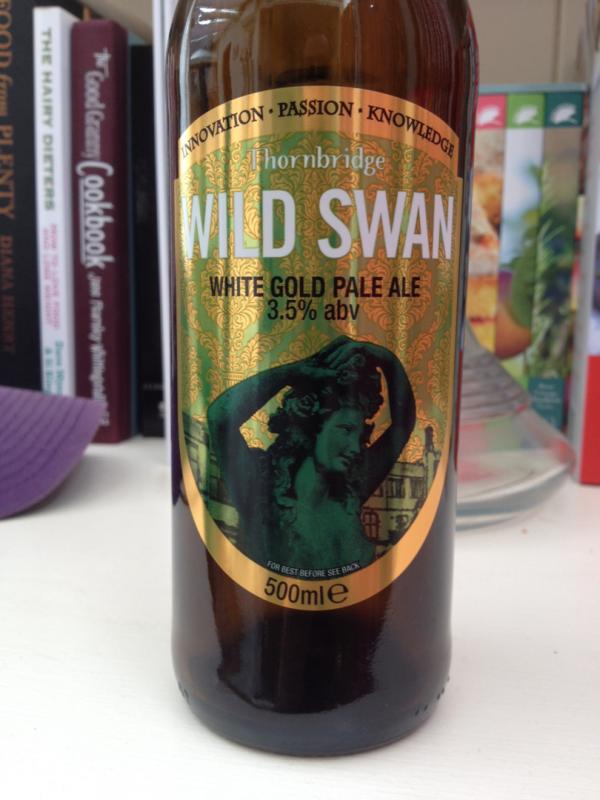 INNOVATION · PASSION · KNOWLEDGE
Thornbridge
WILD SWAN
WHITE GOLD PALE ALE
3.5% abv
FOR BEST BEFORE SEE BACK
500ml℮
FOOD from PLENTY DIANA HENRY
THE HAIRY DIETERS
The Good Granny Cookbook